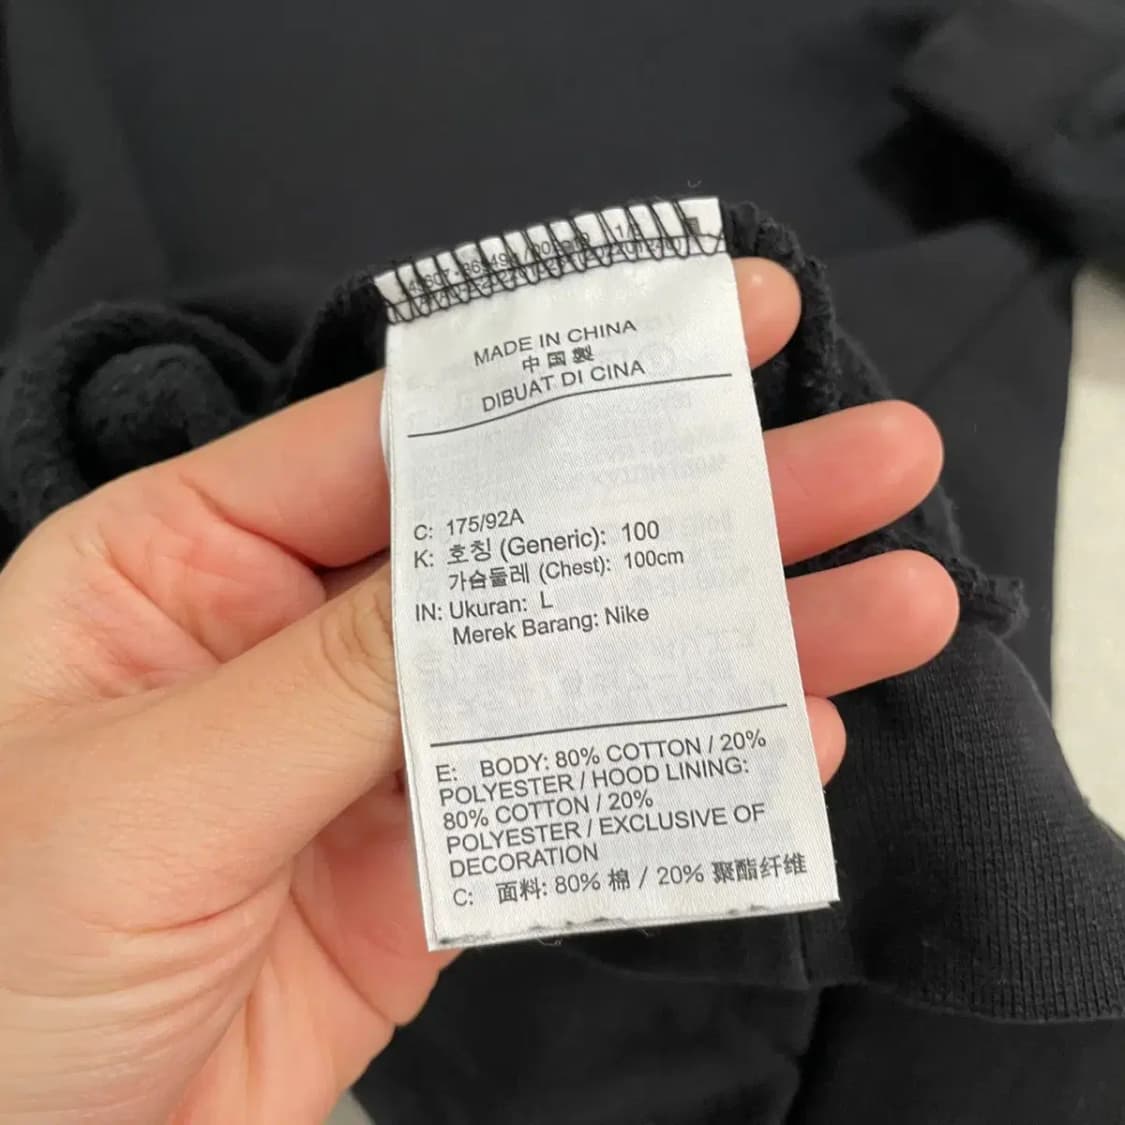 MADE IN CHINA
中国製
DIBUAT DI CINA
C: 175/92A
K: 호칭 (Generic): 100
가슴둘레 (Chest): 100cm
IN: Ukuran: L
Merek Barang: Nike
E: BODY: 80% COTTON / 20%
POLYESTER / HOOD LINING:
80% COTTON / 20%
POLYESTER / EXCLUSIVE OF
DECORATION
C: 面料: 80% 棉 / 20% 聚酯纤维